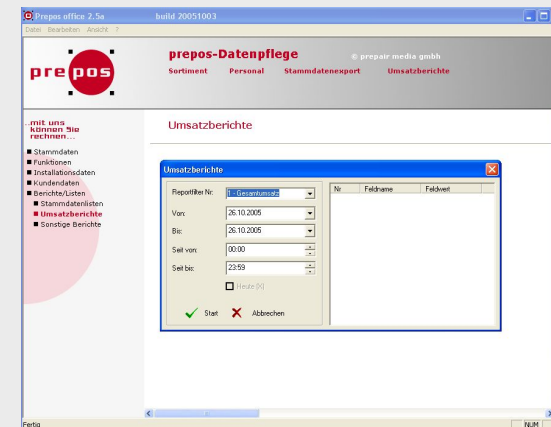 Prepos office 2.5a build 20051003
Datei Bearbeiten Ansicht ?
prepos
prepos-Datenpflege © prepair media gmbh
Sortiment Personal Stammdatenexport Umsatzberichte
...mit uns
können Sie
rechnen...
Umsatzberichte
Stammdaten
Funktionen
Installationsdaten
Kundendaten
Berichte/Listen
Stammdatenlisten
Umsatzberichte
Sonstige Berichte
Umsatzberichte
Reportfilter Nr: 1 - Gesamtumsatz
Von: 26.10.2005
Bis: 26.10.2005
Seit von: 00:00
Seit bis: 23:59
Heute (X)
Start Abbrechen
Nr Feldname Feldwert
Fertig NUM